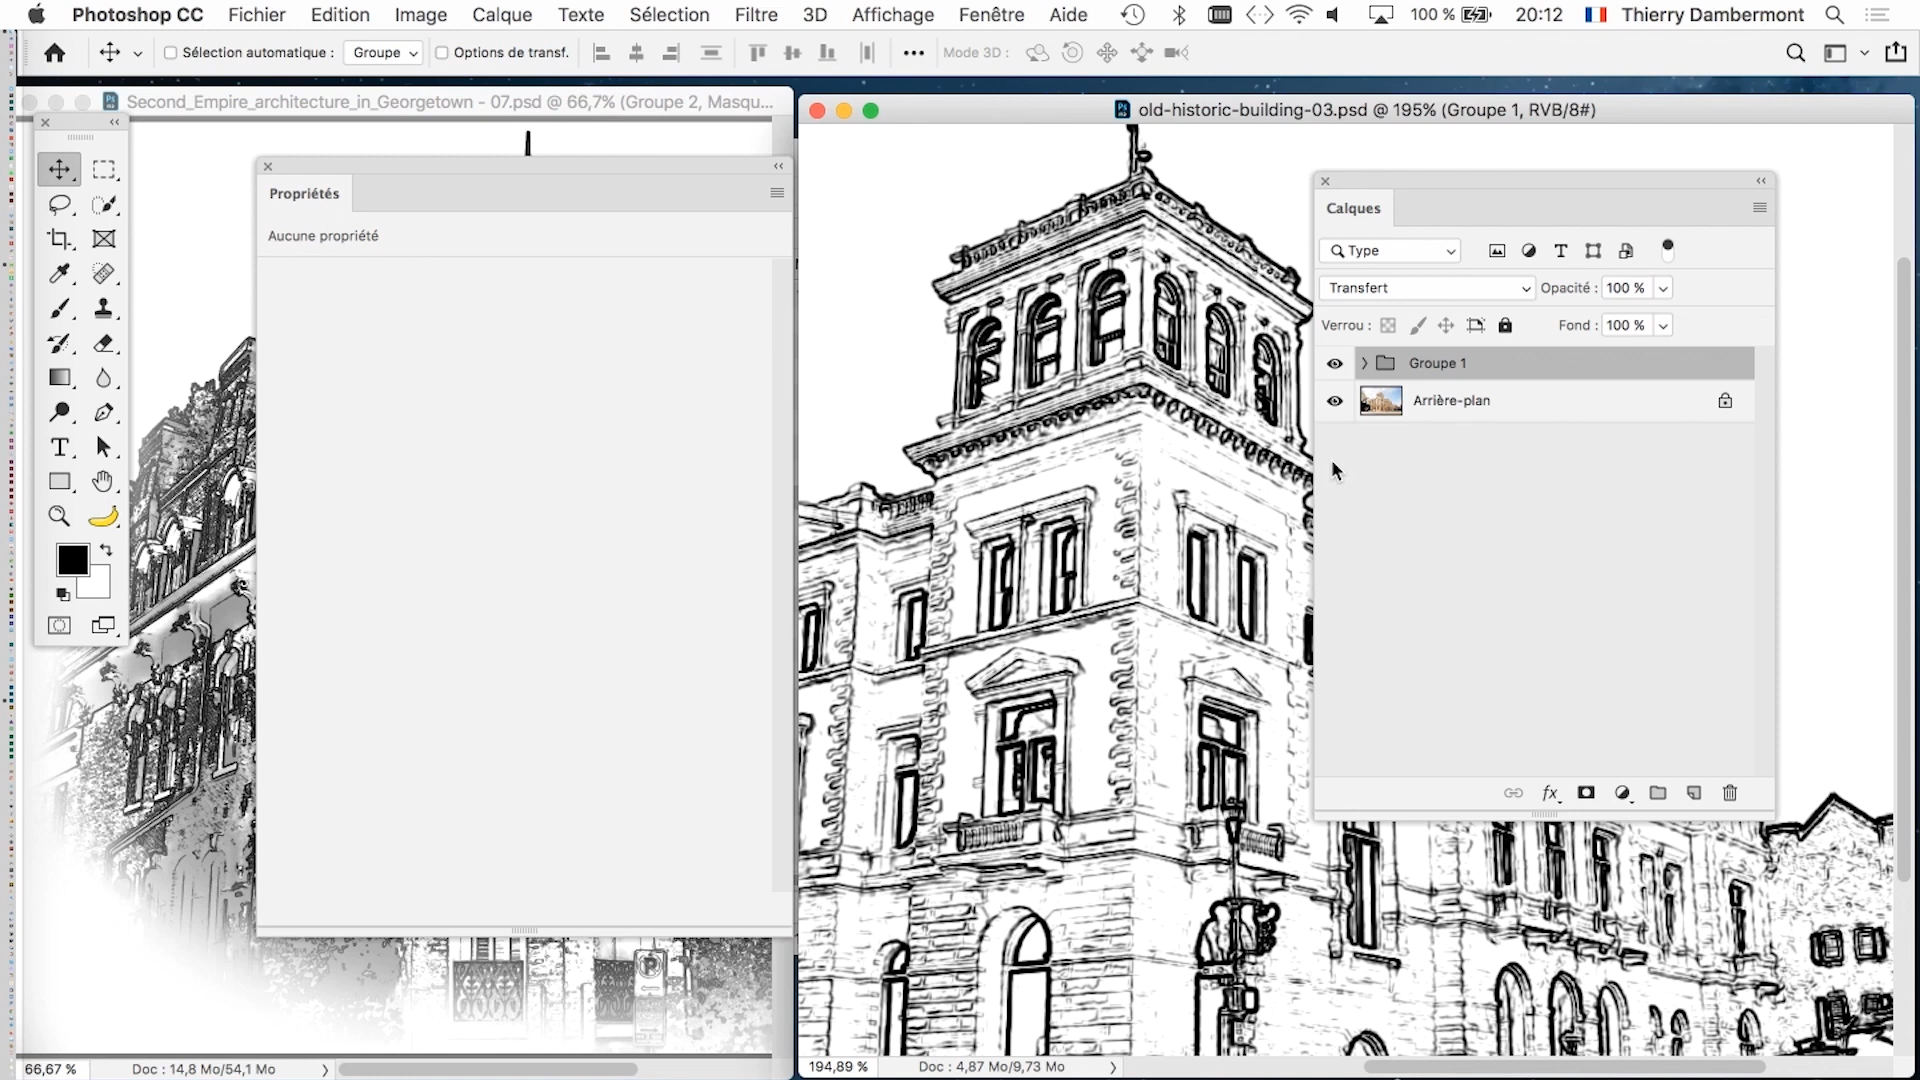 Photoshop CC Fichier Edition Image Calque Texte Sélection Filtre 3D Affichage Fenêtre Aide 100 % 20:12 Thierry Dambermont
Sélection automatique : Groupe Options de transf. Mode 3D :
Second_Empire_architecture_in_Georgetown - 07.psd @ 66,7% (Groupe 2, Masqu...
old-historic-building-03.psd @ 195% (Groupe 1, RVB/8#)
Propriétés
Aucune propriété
Calques
Type
Transfert Opacité : 100 %
Verrou : Fond : 100 %
Groupe 1
Arrière-plan
fx
66,67 % Doc : 14,8 Mo/54,1 Mo
194,89 % Doc : 4,87 Mo/9,73 Mo